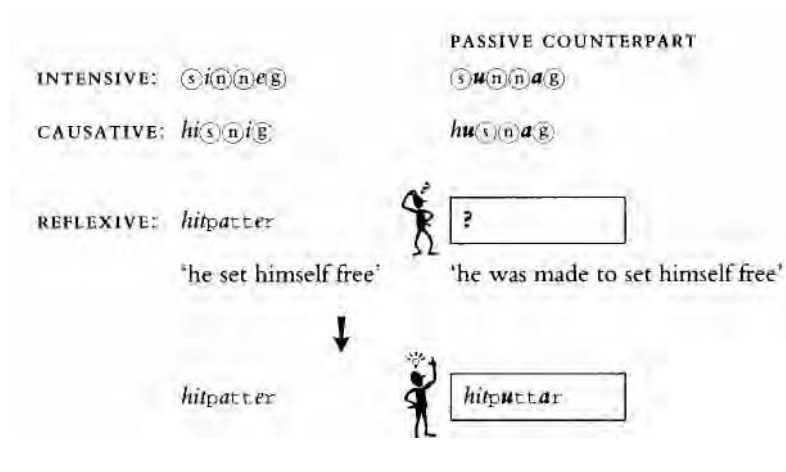 PASSIVE COUNTERPART
INTENSIVE: sinneg sunnag
CAUSATIVE: hisnig husnag
REFLEXIVE: hitpatter ?
'he set himself free' 'he was made to set himself free'
hitpatter hitputtar